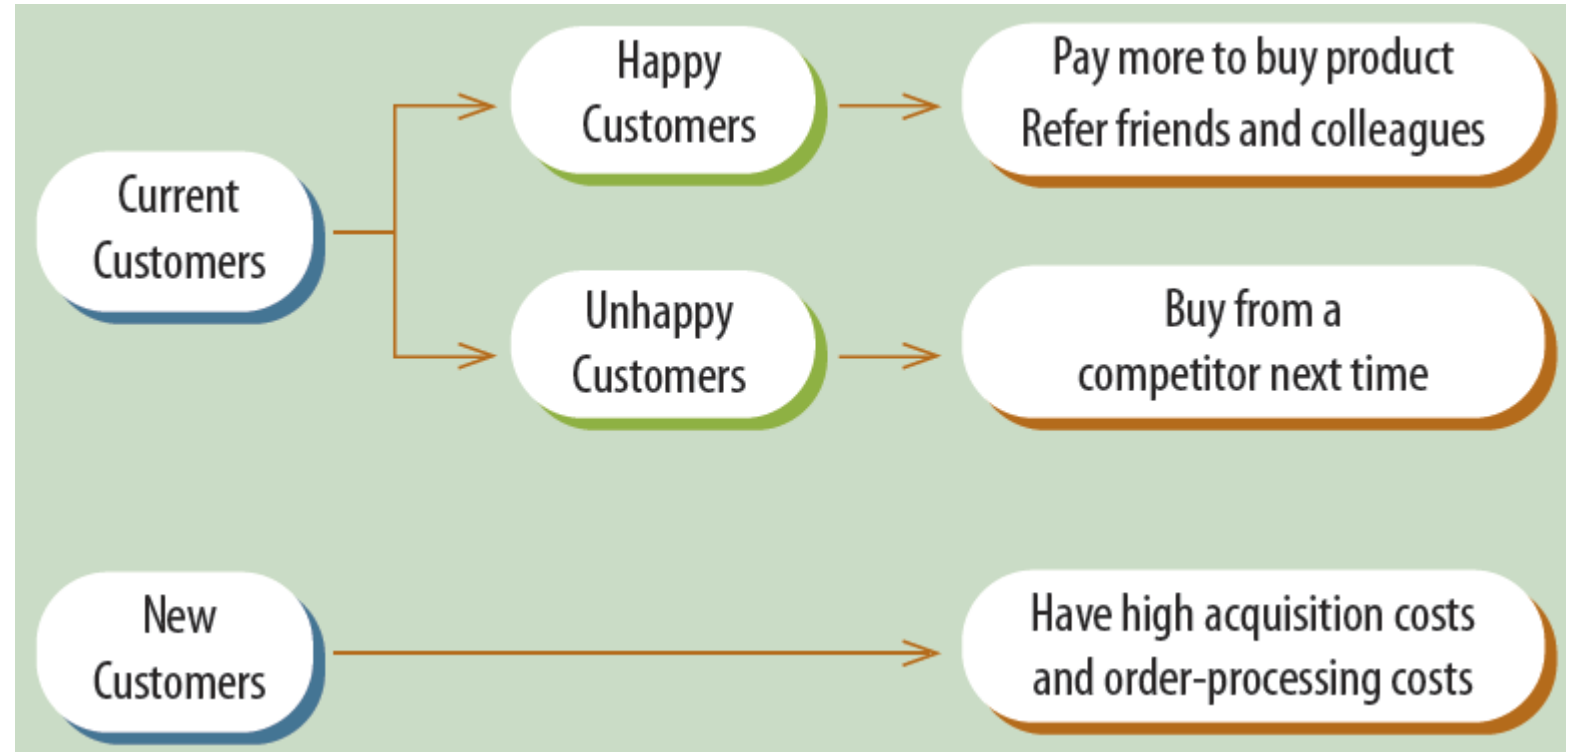 Current
Customers
Happy
Customers
Pay more to buy product
Refer friends and colleagues
Unhappy
Customers
Buy from a
competitor next time
New
Customers
Have high acquisition costs
and order-processing costs